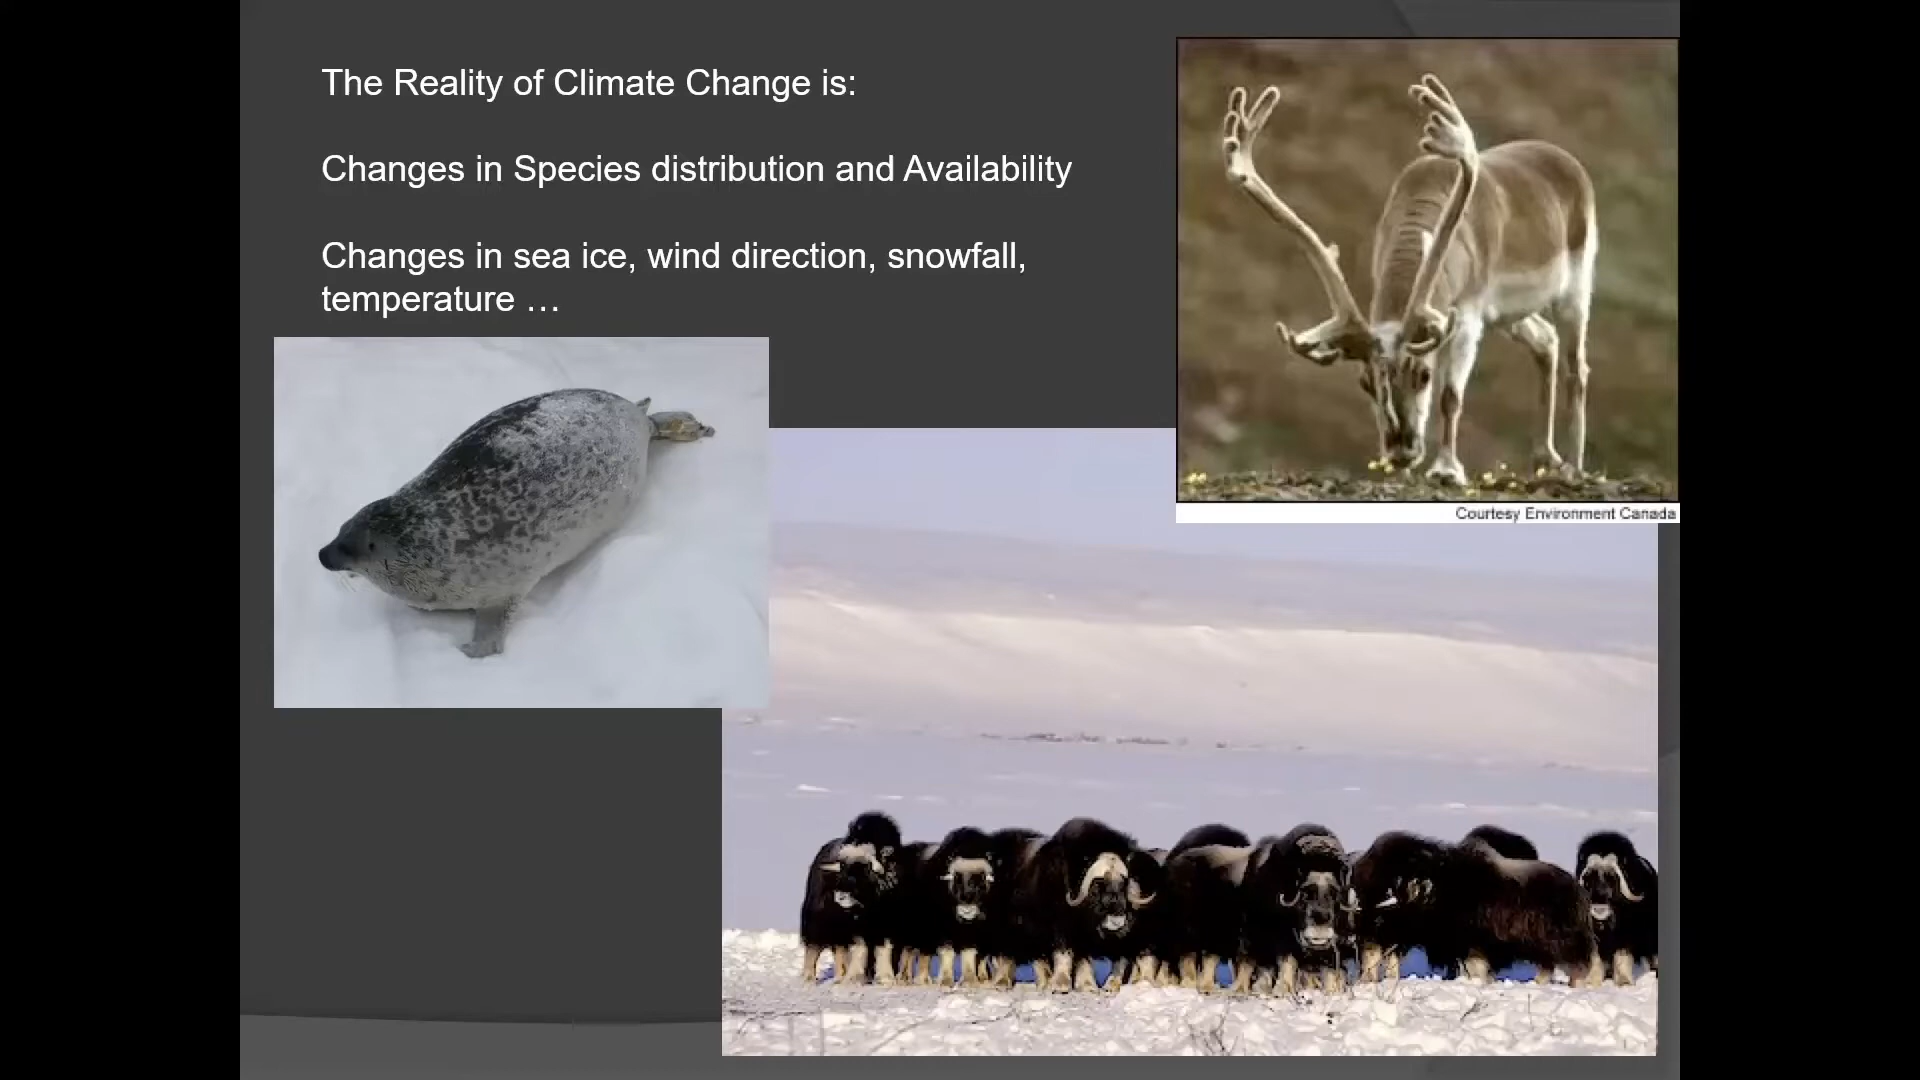 The Reality of Climate Change is:
Changes in Species distribution and Availability
Changes in sea ice, wind direction, snowfall,
temperature …
Courtesy Environment Canada